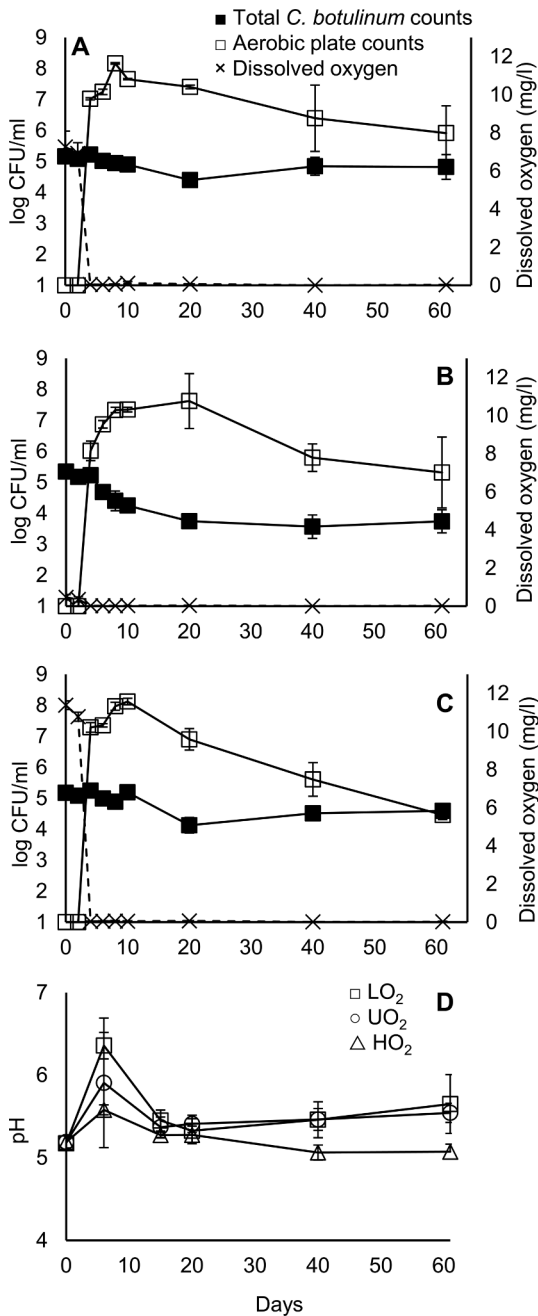 ■ Total C. botulinum counts
□ Aerobic plate counts
× Dissolved oxygen
A
9
8
7
6
5
4
3
2
1
log CFU/ml
12
10
8
6
4
2
0
Dissolved oxygen (mg/l)
0 10 20 30 40 50 60
B
9
8
7
6
5
4
3
2
1
log CFU/ml
12
10
8
6
4
2
0
Dissolved oxygen (mg/l)
0 10 20 30 40 50 60
C
9
8
7
6
5
4
3
2
1
log CFU/ml
12
10
8
6
4
2
0
Dissolved oxygen (mg/l)
0 10 20 30 40 50 60
D
□ LO₂
○ UO₂
△ HO₂
7
6
5
4
pH
0 10 20 30 40 50 60
Days